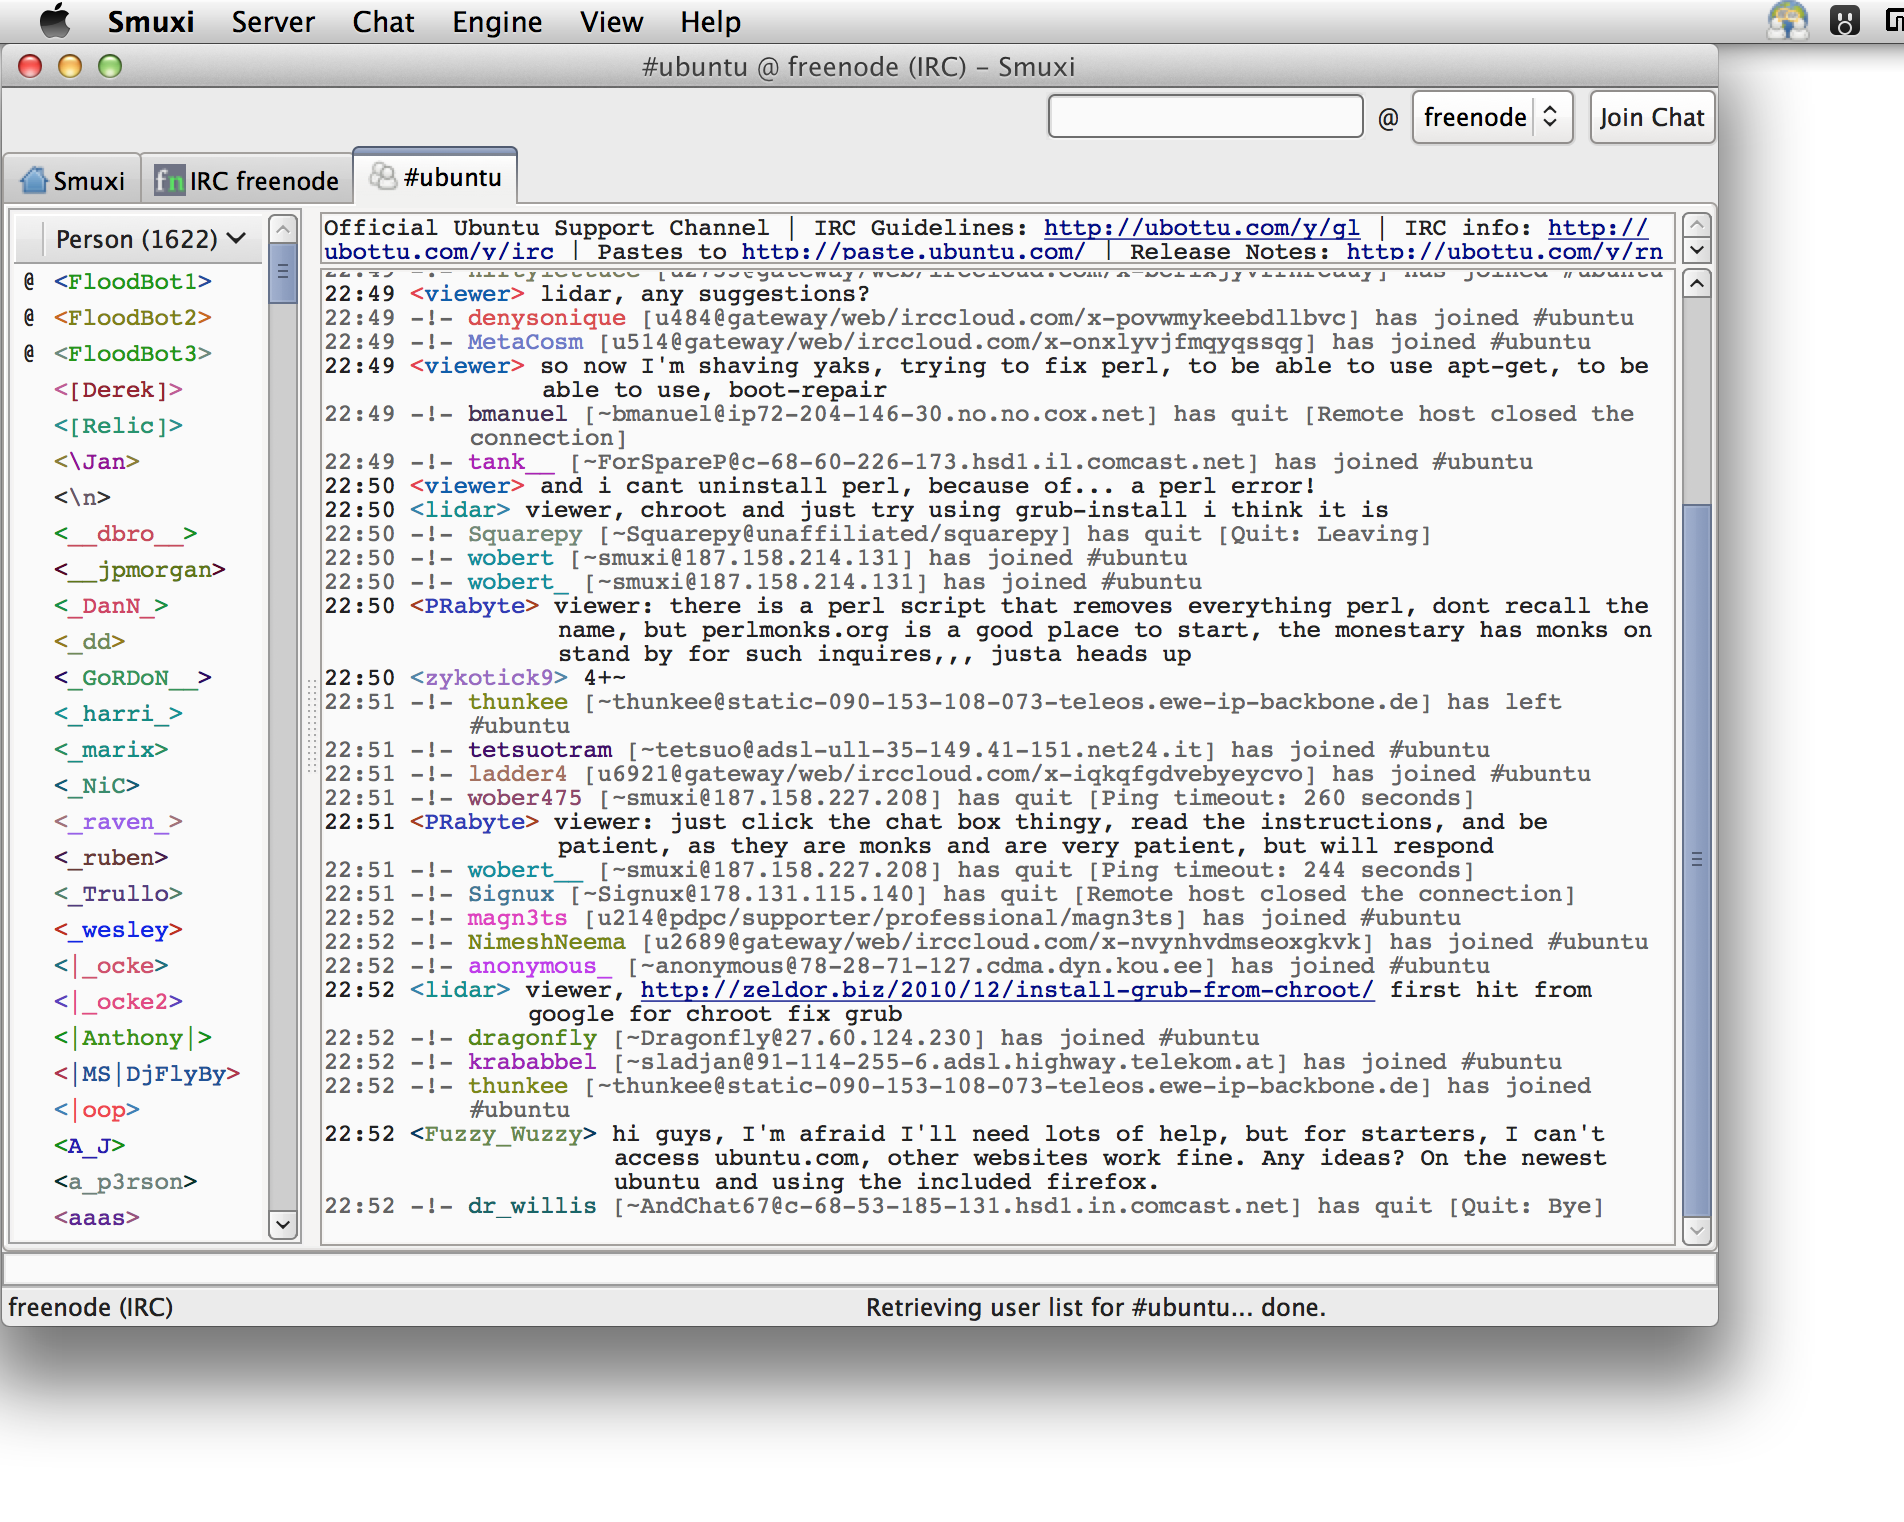 Smuxi Server Chat Engine View Help
#ubuntu @ freenode (IRC) – Smuxi
@ freenode Join Chat
Smuxi fn IRC freenode #ubuntu
Person (1622)
@ <FloodBot1>
@ <FloodBot2>
@ <FloodBot3>
<[Derek]>
<[Relic]>
<\Jan>
<\n>
<__dbro__>
<__jpmorgan>
<_DanN_>
<_dd>
<_GoRDoN__>
<_harri_>
<_marix>
<_NiC>
<_raven_>
<_ruben>
<_Trullo>
<_wesley>
<|_ocke>
<|_ocke2>
<|Anthony|>
<|MS|DjFlyBy>
<|oop>
<A_J>
<a_p3rson>
<aaas>
Official Ubuntu Support Channel | IRC Guidelines: http://ubottu.com/y/gl | IRC info: http://
ubottu.com/y/irc | Pastes to http://paste.ubuntu.com/ | Release Notes: http://ubottu.com/y/rn
has joined #ubuntu
22:49 <viewer> lidar, any suggestions?
22:49 -!- denysonique [u484@gateway/web/irccloud.com/x-povwmykeebdllbvc] has joined #ubuntu
22:49 -!- MetaCosm [u514@gateway/web/irccloud.com/x-onxlyvjfmqyqssqg] has joined #ubuntu
22:49 <viewer> so now I'm shaving yaks, trying to fix perl, to be able to use apt-get, to be
able to use, boot-repair
22:49 -!- bmanuel [~bmanuel@ip72-204-146-30.no.no.cox.net] has quit [Remote host closed the
connection]
22:49 -!- tank__ [~ForSpareP@c-68-60-226-173.hsd1.il.comcast.net] has joined #ubuntu
22:50 <viewer> and i cant uninstall perl, because of... a perl error!
22:50 <lidar> viewer, chroot and just try using grub-install i think it is
22:50 -!- Squarepy [~Squarepy@unaffiliated/squarepy] has quit [Quit: Leaving]
22:50 -!- wobert [~smuxi@187.158.214.131] has joined #ubuntu
22:50 -!- wobert_ [~smuxi@187.158.214.131] has joined #ubuntu
22:50 <PRabyte> viewer: there is a perl script that removes everything perl, dont recall the
name, but perlmonks.org is a good place to start, the monestary has monks on
stand by for such inquires,,, justa heads up
22:50 <zykotick9> 4+~
22:51 -!- thunkee [~thunkee@static-090-153-108-073-teleos.ewe-ip-backbone.de] has left
#ubuntu
22:51 -!- tetsuotram [~tetsuo@adsl-ull-35-149.41-151.net24.it] has joined #ubuntu
22:51 -!- ladder4 [u6921@gateway/web/irccloud.com/x-iqkqfgdvebyeycvo] has joined #ubuntu
22:51 -!- wober475 [~smuxi@187.158.227.208] has quit [Ping timeout: 260 seconds]
22:51 <PRabyte> viewer: just click the chat box thingy, read the instructions, and be
patient, as they are monks and are very patient, but will respond
22:51 -!- wobert__ [~smuxi@187.158.227.208] has quit [Ping timeout: 244 seconds]
22:51 -!- Signux [~Signux@178.131.115.140] has quit [Remote host closed the connection]
22:52 -!- magn3ts [u214@pdpc/supporter/professional/magn3ts] has joined #ubuntu
22:52 -!- NimeshNeema [u2689@gateway/web/irccloud.com/x-nvynhvdmseoxgkvk] has joined #ubuntu
22:52 -!- anonymous_ [~anonymous@78-28-71-127.cdma.dyn.kou.ee] has joined #ubuntu
22:52 <lidar> viewer, http://zeldor.biz/2010/12/install-grub-from-chroot/ first hit from
google for chroot fix grub
22:52 -!- dragonfly [~Dragonfly@27.60.124.230] has joined #ubuntu
22:52 -!- krababbel [~sladjan@91-114-255-6.adsl.highway.telekom.at] has joined #ubuntu
22:52 -!- thunkee [~thunkee@static-090-153-108-073-teleos.ewe-ip-backbone.de] has joined
#ubuntu
22:52 <Fuzzy_Wuzzy> hi guys, I'm afraid I'll need lots of help, but for starters, I can't
access ubuntu.com, other websites work fine. Any ideas? On the newest
ubuntu and using the included firefox.
22:52 -!- dr_willis [~AndChat67@c-68-53-185-131.hsd1.in.comcast.net] has quit [Quit: Bye]
freenode (IRC) Retrieving user list for #ubuntu... done.